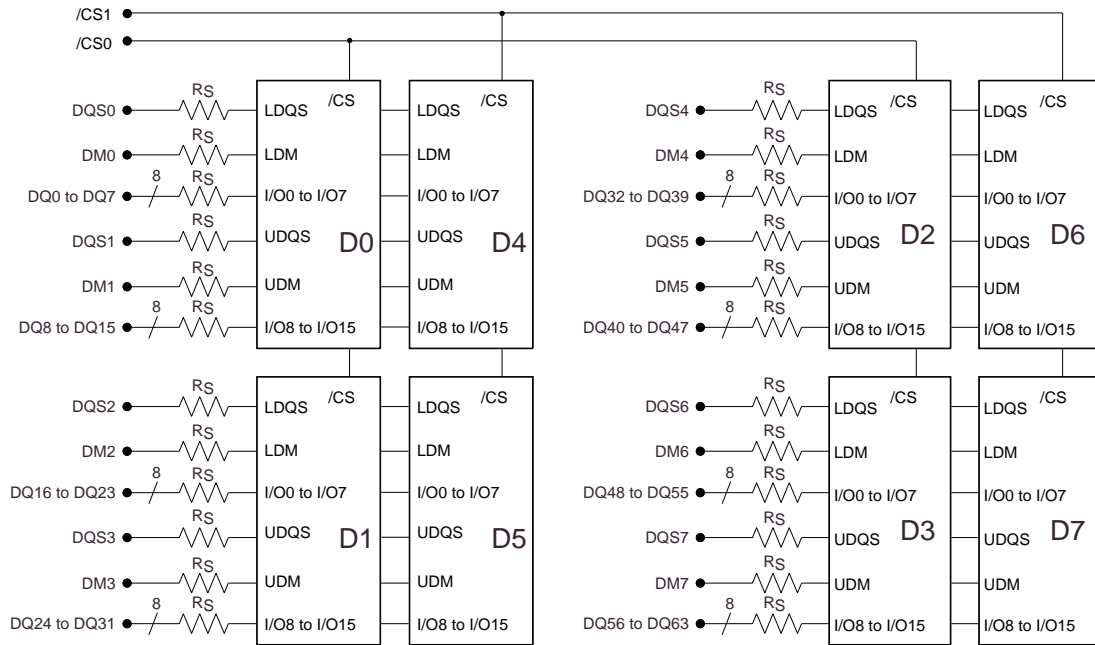 /CS1
/CS0
RS
DQS0 LDQS /CS LDQS /CS
RS
DM0 LDM LDM
8 RS
DQ0 to DQ7 I/O0 to I/O7 I/O0 to I/O7
RS
DQS1 UDQS D0 UDQS D4
RS
DM1 UDM UDM
8 RS
DQ8 to DQ15 I/O8 to I/O15 I/O8 to I/O15
RS
DQS4 LDQS /CS LDQS /CS
RS
DM4 LDM LDM
8 RS
DQ32 to DQ39 I/O0 to I/O7 I/O0 to I/O7
RS
DQS5 UDQS D2 UDQS D6
RS
DM5 UDM UDM
8 RS
DQ40 to DQ47 I/O8 to I/O15 I/O8 to I/O15
RS
DQS2 LDQS /CS LDQS /CS
RS
DM2 LDM LDM
8 RS
DQ16 to DQ23 I/O0 to I/O7 I/O0 to I/O7
RS
DQS3 UDQS D1 UDQS D5
RS
DM3 UDM UDM
8 RS
DQ24 to DQ31 I/O8 to I/O15 I/O8 to I/O15
RS
DQS6 LDQS /CS LDQS /CS
RS
DM6 LDM LDM
8 RS
DQ48 to DQ55 I/O0 to I/O7 I/O0 to I/O7
RS
DQS7 UDQS D3 UDQS D7
RS
DM7 UDM UDM
8 RS
DQ56 to DQ63 I/O8 to I/O15 I/O8 to I/O15